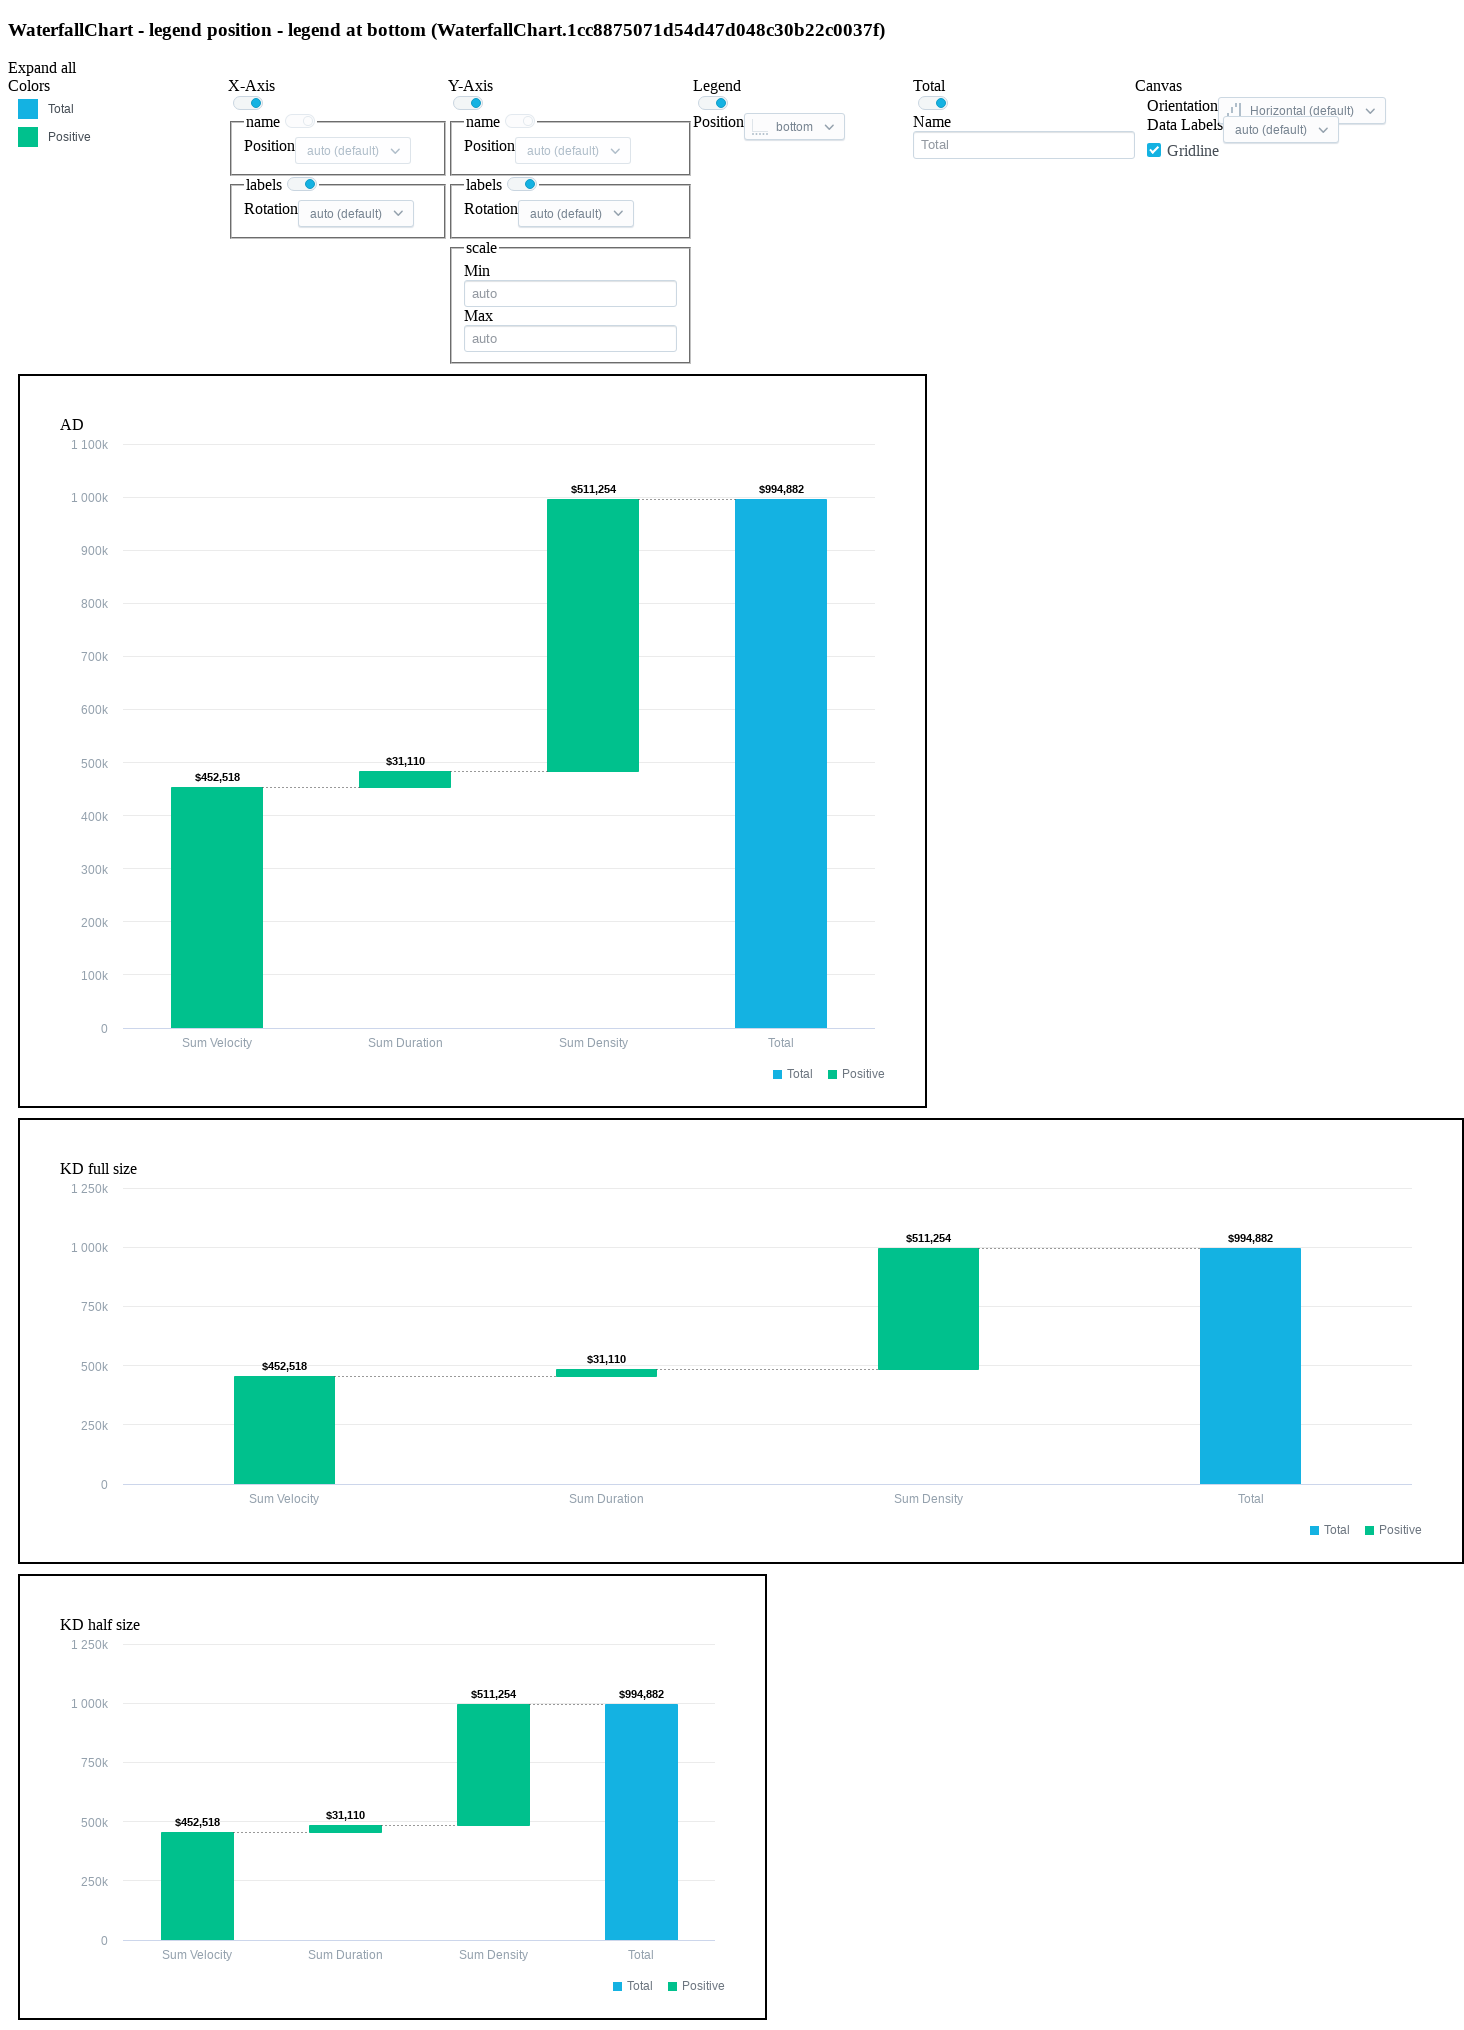 WaterfallChart - legend position - legend at bottom (WaterfallChart.1cc8875071d54d47d048c30b22c0037f)
Expand all
Colors
Total
Positive
X-Axis
name
Position auto (default)
labels
Rotation auto (default)
Y-Axis
name
Position auto (default)
labels
Rotation auto (default)
scale
Min
auto
Max
auto
Legend
Position bottom
Total
Name
Total
Canvas
Orientation Horizontal (default)
Data Labels auto (default)
Gridline
AD
1 100k
1 000k
900k
800k
700k
600k
500k
400k
300k
200k
100k
0
$452,518
$31,110
$511,254
$994,882
Sum Velocity
Sum Duration
Sum Density
Total
Total Positive
KD full size
1 250k
1 000k
750k
500k
250k
0
$452,518
$31,110
$511,254
$994,882
Sum Velocity
Sum Duration
Sum Density
Total
Total Positive
KD half size
1 250k
1 000k
750k
500k
250k
0
$452,518
$31,110
$511,254
$994,882
Sum Velocity
Sum Duration
Sum Density
Total
Total Positive